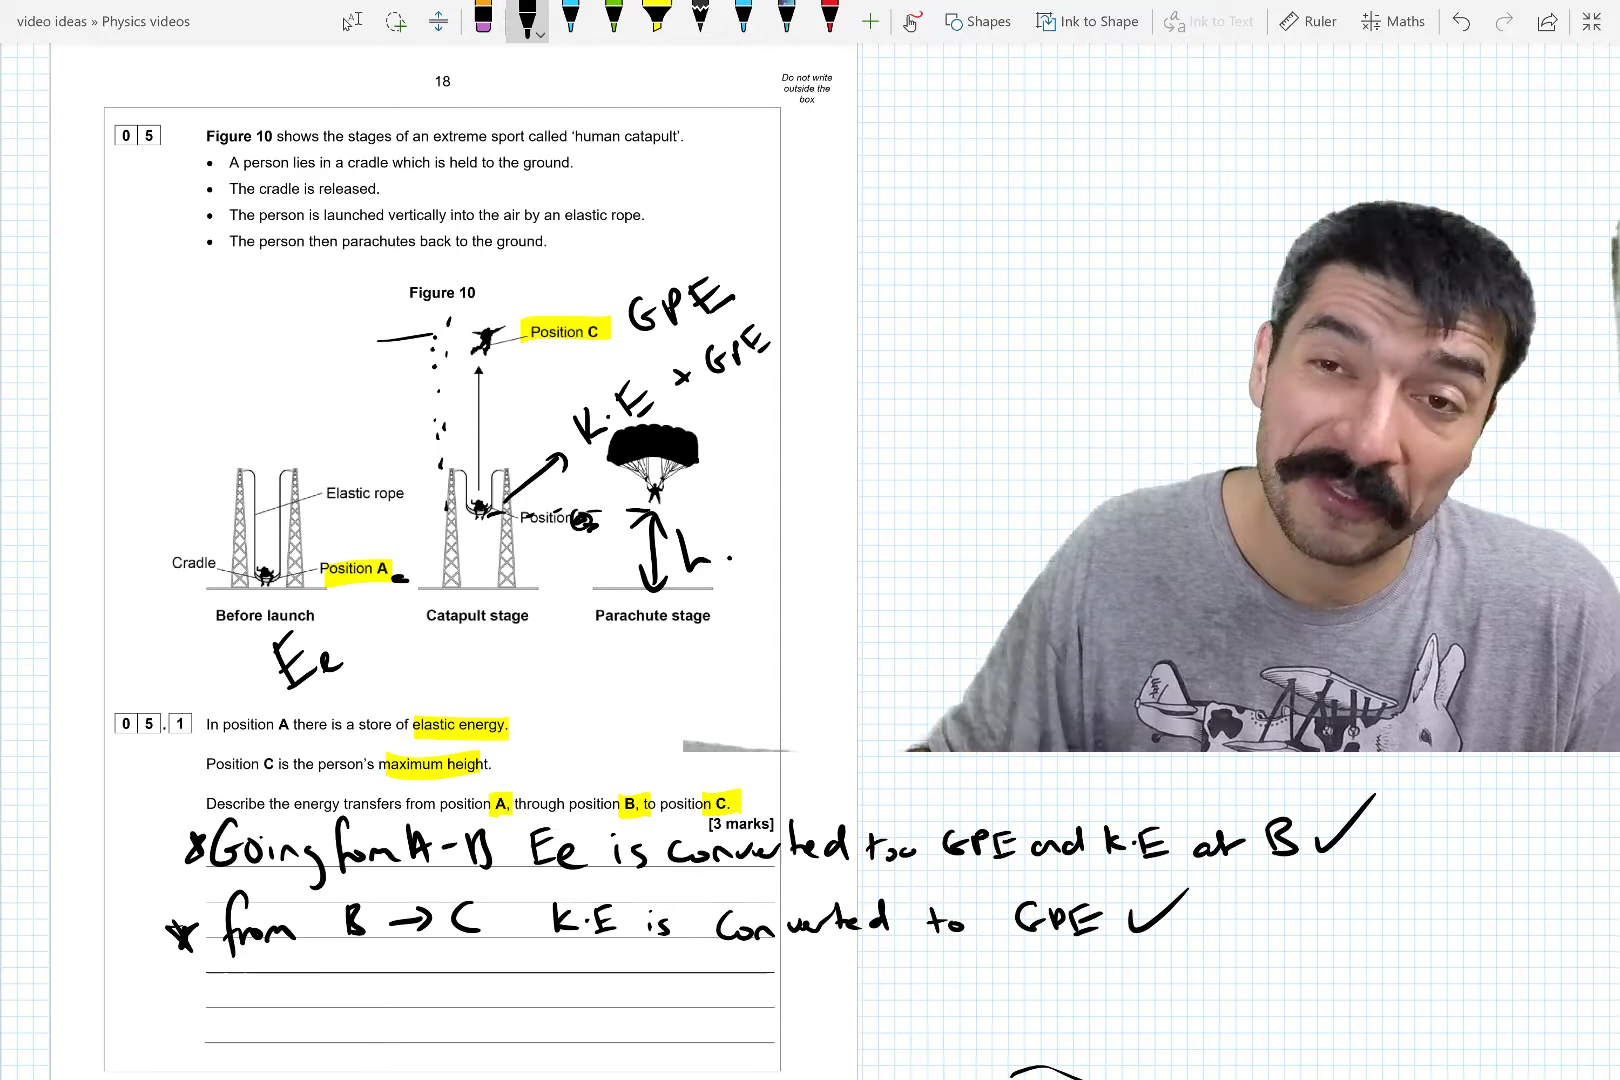 video ideas » Physics videos
Shapes
Ink to Shape
Ink to Text
Ruler
Maths
18
Do not write
outside the
box
0 5
Figure 10 shows the stages of an extreme sport called ‘human catapult’.
• A person lies in a cradle which is held to the ground.
• The cradle is released.
• The person is launched vertically into the air by an elastic rope.
• The person then parachutes back to the ground.
Figure 10
Position C
GPE
K.E × GPE
Elastic rope
Position
Cradle
Position A
h.
Before launch
Catapult stage
Parachute stage
Ee
0 5 . 1
In position A there is a store of elastic energy.
Position C is the person’s maximum height.
Describe the energy transfers from position A, through position B, to position C.
[3 marks]
Going from A - B Ee is converted too GPE and K.E at B ✓
from B → C K.E is converted to GPE ✓